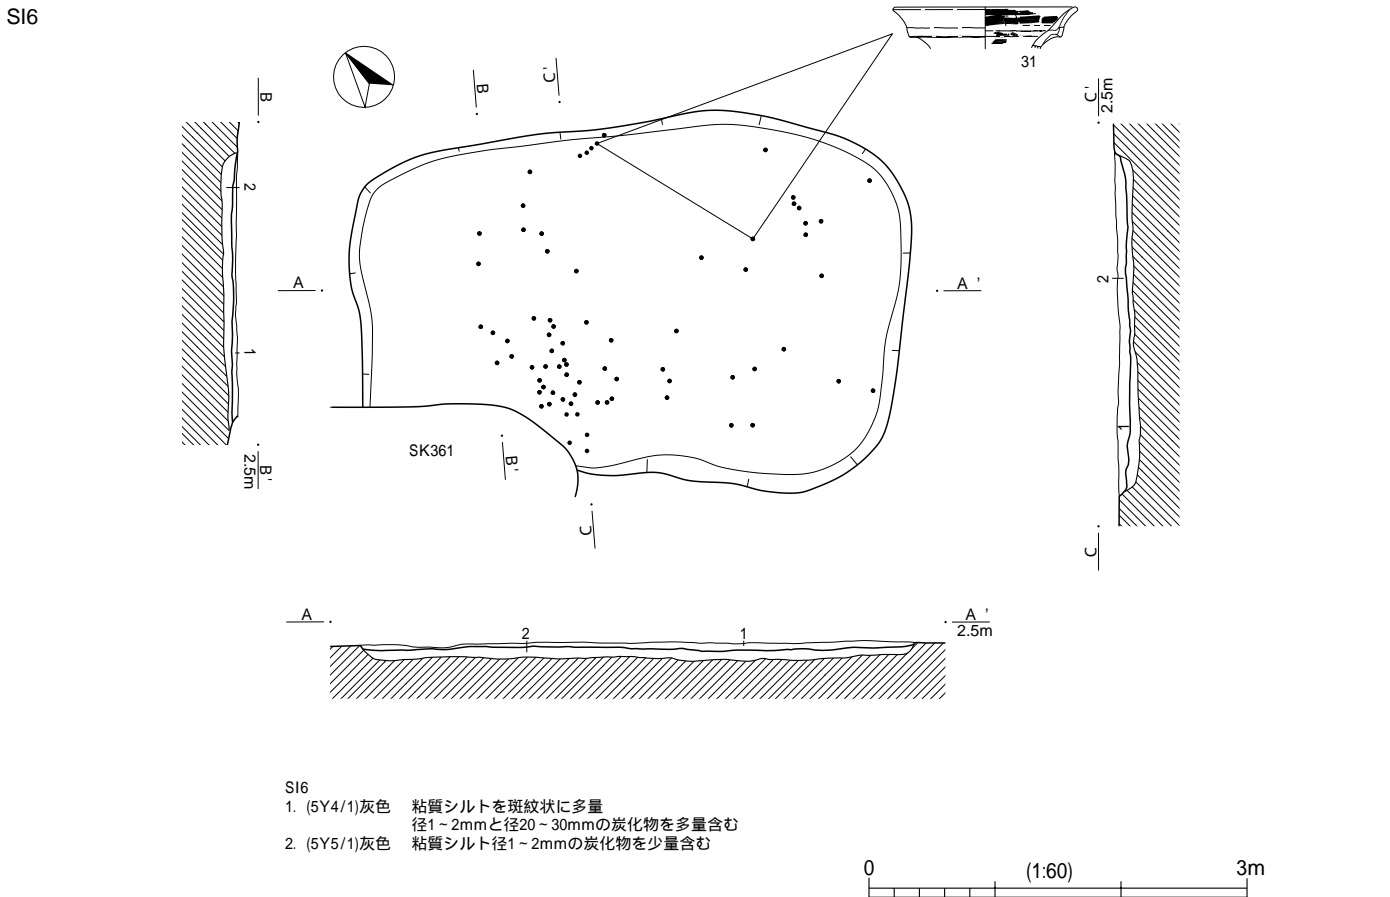 SI6
31
B
B
C'
C'
2.5m
2
A
A '
2
1
1
SK361
B'
B'
2.5m
C
C
A
A '
2.5m
2
1
SI6
1. (5Y4/1)灰色 粘質シルトを斑紋状に多量
径1~2mmと径20~30mmの炭化物を多量含む
2. (5Y5/1)灰色 粘質シルト径1~2mmの炭化物を少量含む
0 (1:60) 3m